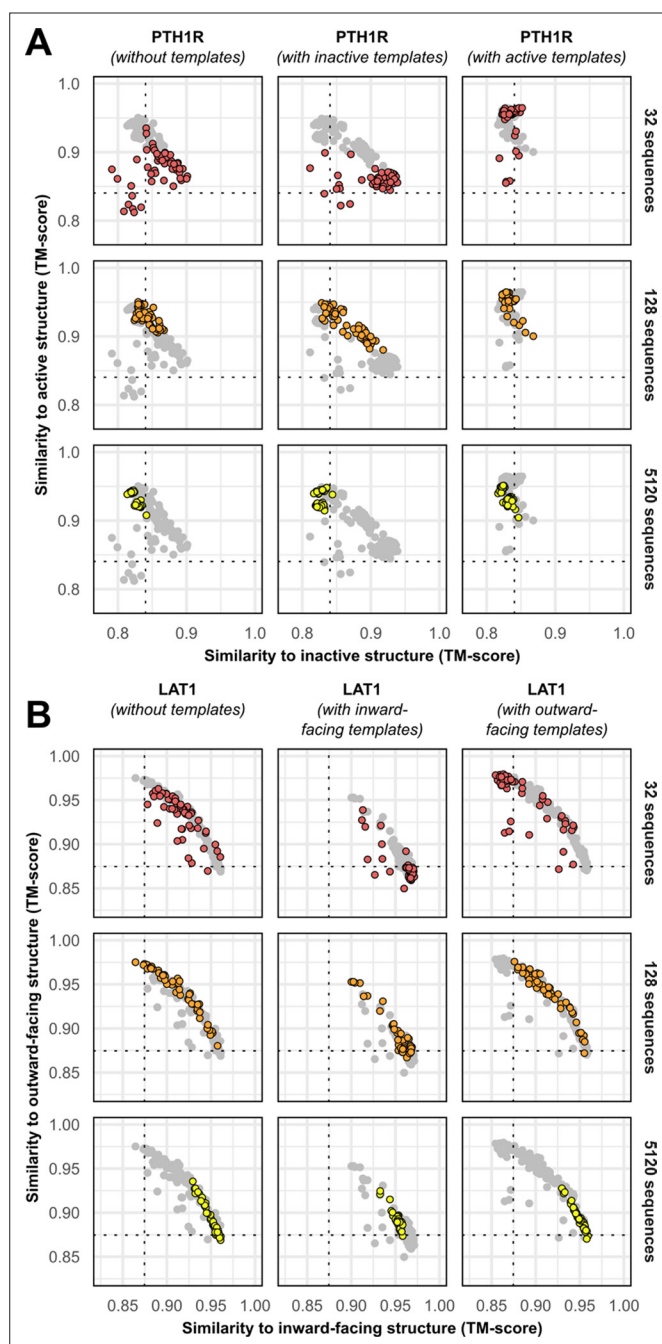 A
PTH1R
(without templates)
PTH1R
(with inactive templates)
PTH1R
(with active templates)
1.0
0.9
0.8
32 sequences
1.0
0.9
0.8
128 sequences
1.0
0.9
0.8
5120 sequences
0.8 0.9 1.0
0.8 0.9 1.0
0.8 0.9 1.0
Similarity to active structure (TM-score)
Similarity to inactive structure (TM-score)
B
LAT1
(without templates)
LAT1
(with inward-
facing templates)
LAT1
(with outward-
facing templates)
1.00
0.95
0.90
0.85
32 sequences
1.00
0.95
0.90
0.85
128 sequences
1.00
0.95
0.90
0.85
5120 sequences
0.85 0.90 0.95 1.00
0.85 0.90 0.95 1.00
0.85 0.90 0.95 1.00
Similarity to outward-facing structure (TM-score)
Similarity to inward-facing structure (TM-score)